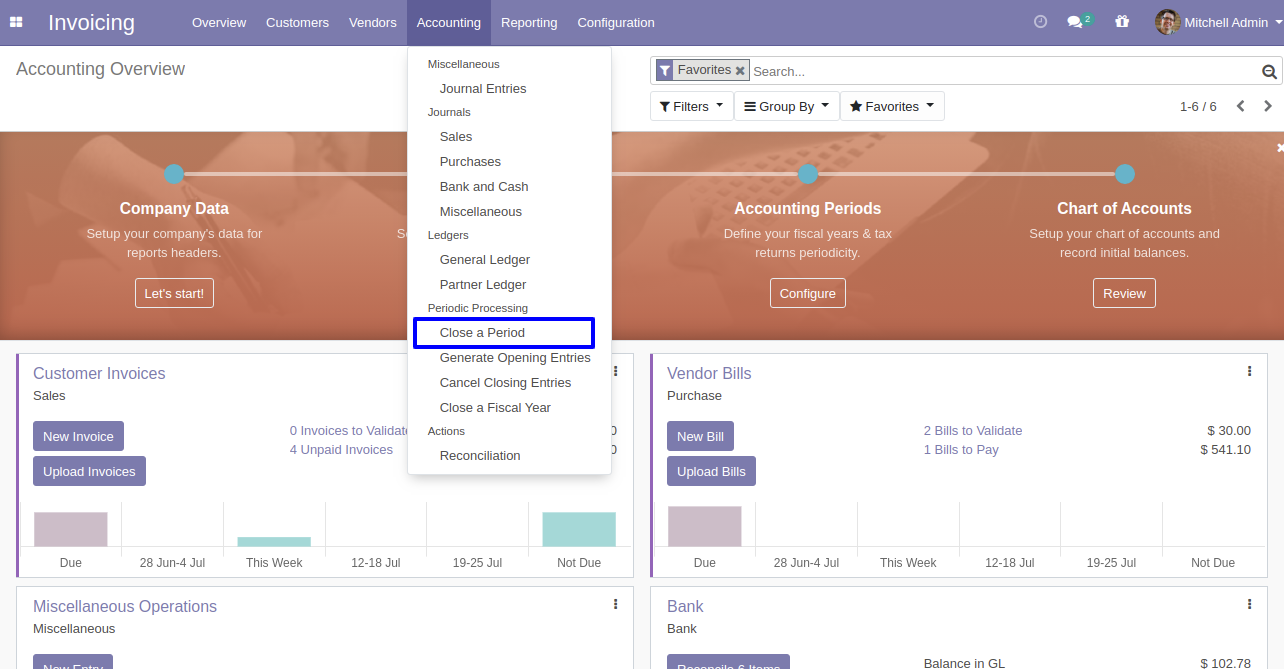 Invoicing
Overview
Customers
Vendors
Accounting
Reporting
Configuration
2
Mitchell Admin
Accounting Overview
Favorites
Search...
Filters
Group By
Favorites
1-6 / 6
Miscellaneous
Journal Entries
Journals
Sales
Purchases
Bank and Cash
Miscellaneous
Ledgers
General Ledger
Partner Ledger
Periodic Processing
Close a Period
Generate Opening Entries
Cancel Closing Entries
Close a Fiscal Year
Actions
Reconciliation
Company Data
Setup your company's data for
reports headers.
Let's start!
Accounting Periods
Define your fiscal years & tax
returns periodicity.
Configure
Chart of Accounts
Setup your chart of accounts and
record initial balances.
Review
Customer Invoices
Sales
New Invoice
Upload Invoices
0 Invoices to Validate
4 Unpaid Invoices
Due
28 Jun-4 Jul
This Week
12-18 Jul
19-25 Jul
Not Due
Vendor Bills
Purchase
New Bill
Upload Bills
2 Bills to Validate
$ 30.00
1 Bills to Pay
$ 541.10
Due
28 Jun-4 Jul
This Week
12-18 Jul
19-25 Jul
Not Due
Miscellaneous Operations
Miscellaneous
New Entry
Bank
Bank
Reconcile 6 Items
Balance in GL
$ 102.78